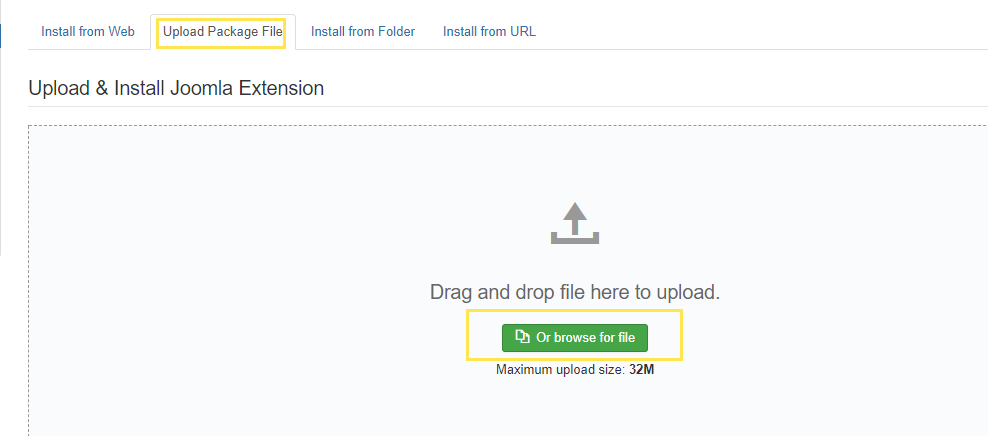 Install from Web Upload Package File Install from Folder Install from URL
Upload & Install Joomla Extension
Drag and drop file here to upload.
Or browse for file
Maximum upload size: 32M